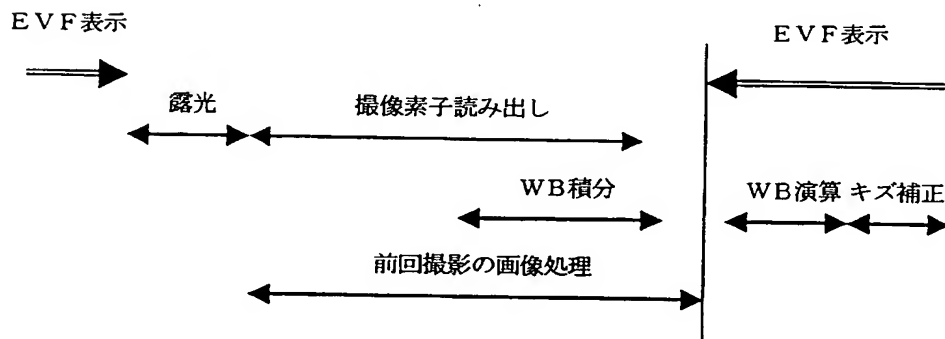 ＥＶＦ表示
ＥＶＦ表示
露光
撮像素子読み出し
ＷＢ積分
ＷＢ演算 キズ補正
前回撮影の画像処理